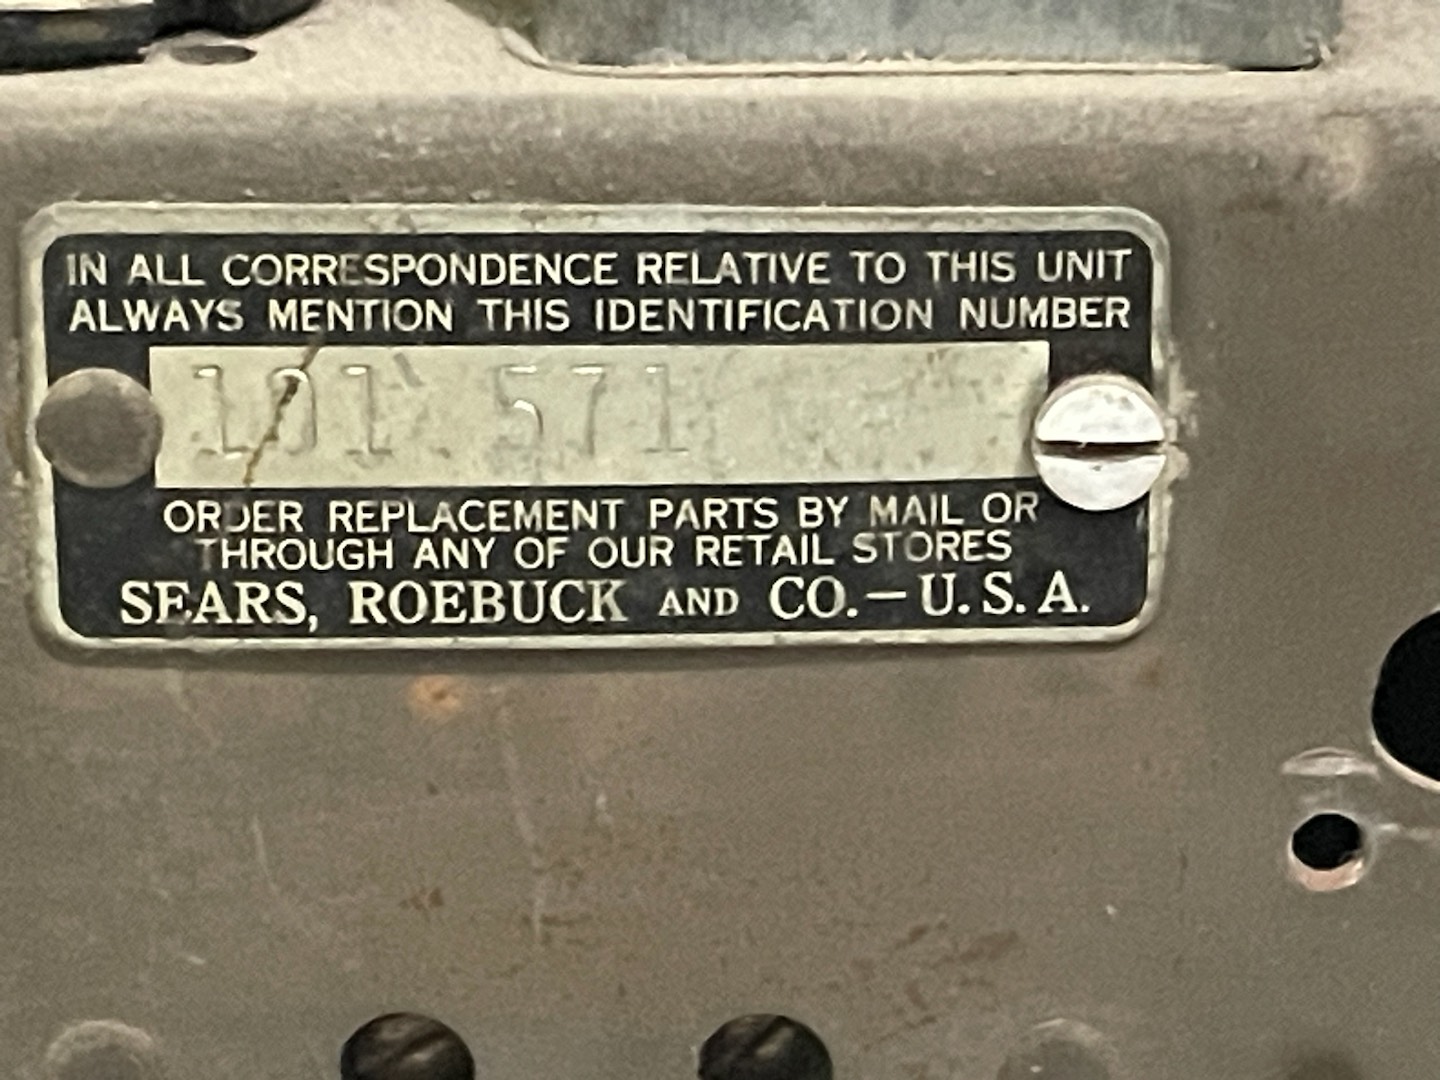 IN ALL CORRESPONDENCE RELATIVE TO THIS UNIT
ALWAYS MENTION THIS IDENTIFICATION NUMBER
101.571
ORDER REPLACEMENT PARTS BY MAIL OR
THROUGH ANY OF OUR RETAIL STORES
SEARS, ROEBUCK AND CO.—U.S.A.